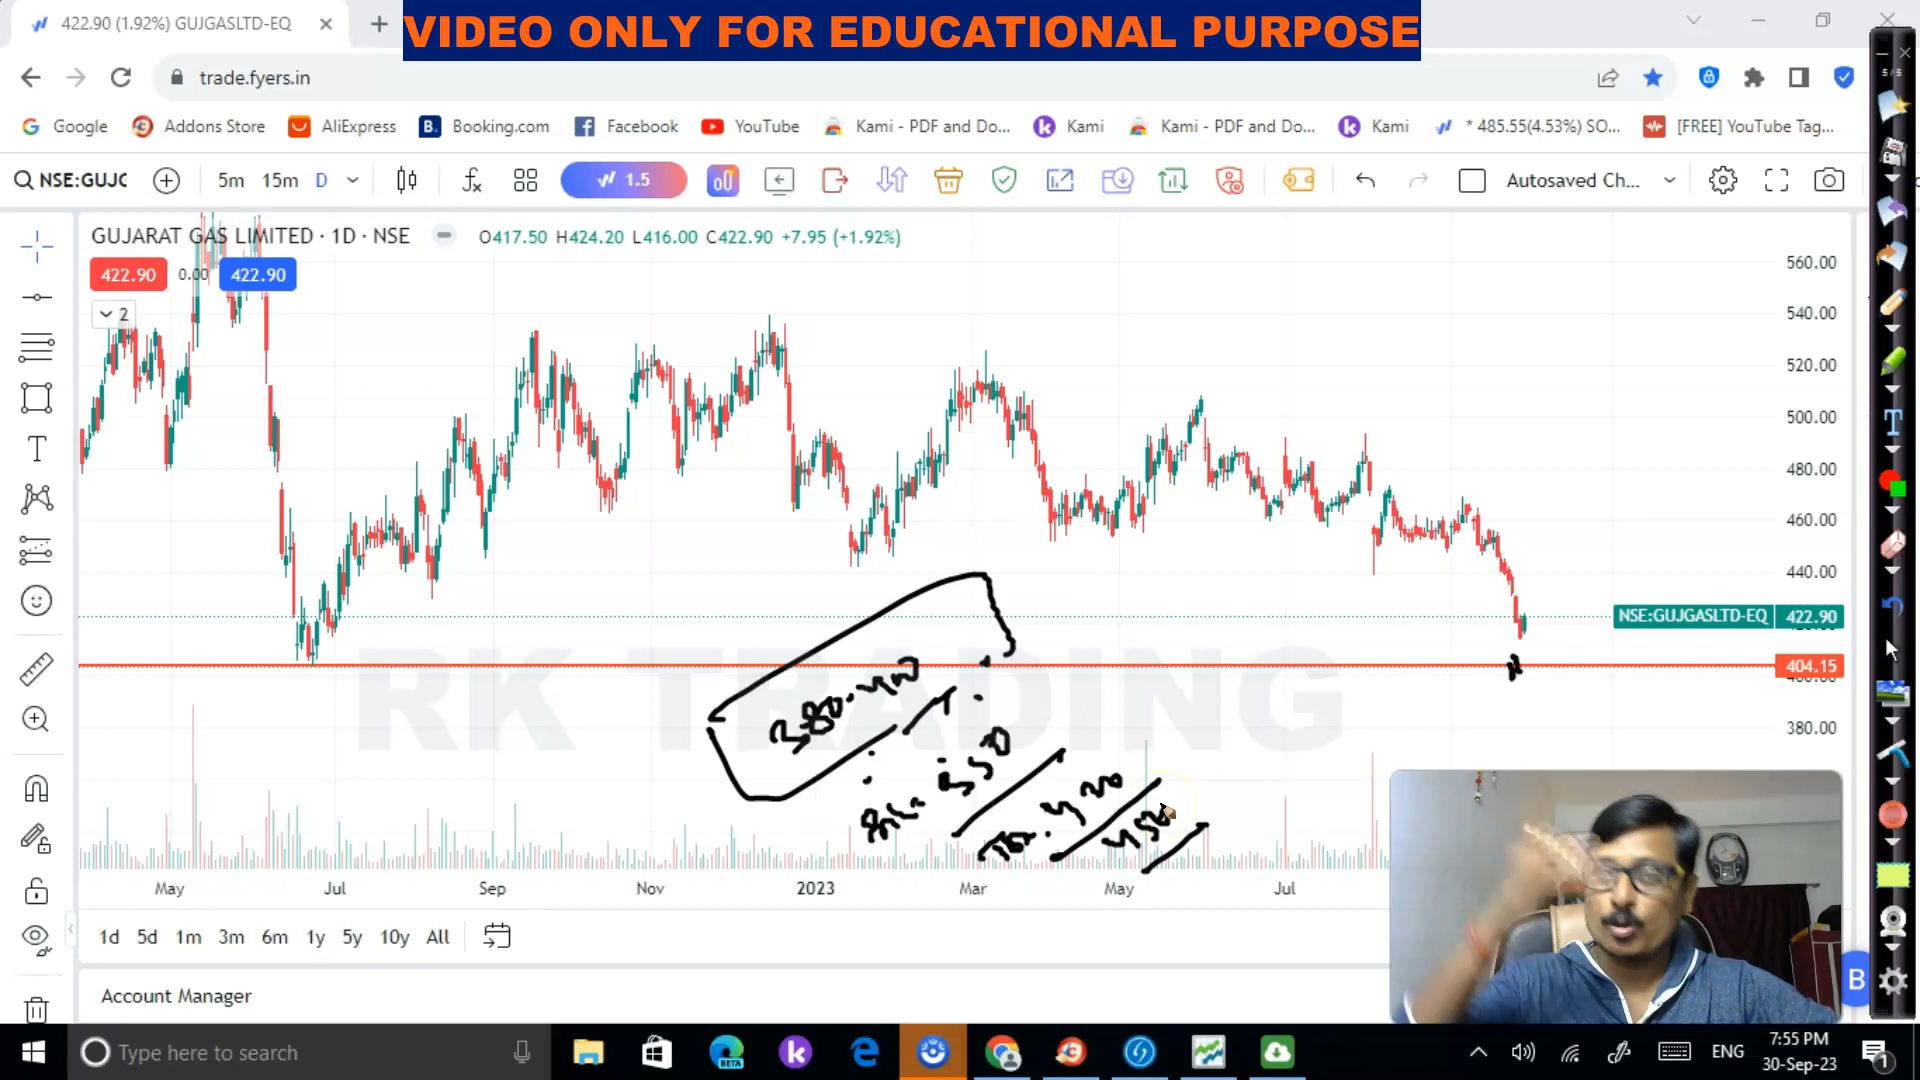 422.90 (1.92%) GUJGASLTD-EQ
VIDEO ONLY FOR EDUCATIONAL PURPOSE
trade.fyers.in
5/5
Google Addons Store AliExpress Booking.com Facebook YouTube Kami - PDF and Do... Kami Kami - PDF and Do... Kami * 485.55(4.53%) SO... [FREE] YouTube Tag...
NSE:GUJG 5m 15m D 1.5 Autosaved Ch...
GUJARAT GAS LIMITED · 1D · NSE O417.50 H424.20 L416.00 C422.90 +7.95 (+1.92%)
422.90 0.00 422.90
2
560.00
540.00
520.00
500.00
480.00
460.00
440.00
NSE:GUJGASLTD-EQ 422.90
404.15
380.00
RK TRADING
380.400
May Jul Sep Nov 2023 Mar May Jul
1d 5d 1m 3m 6m 1y 5y 10y All
Account Manager
B
Type here to search
BETA
ENG
7:55 PM
30-Sep-23
1